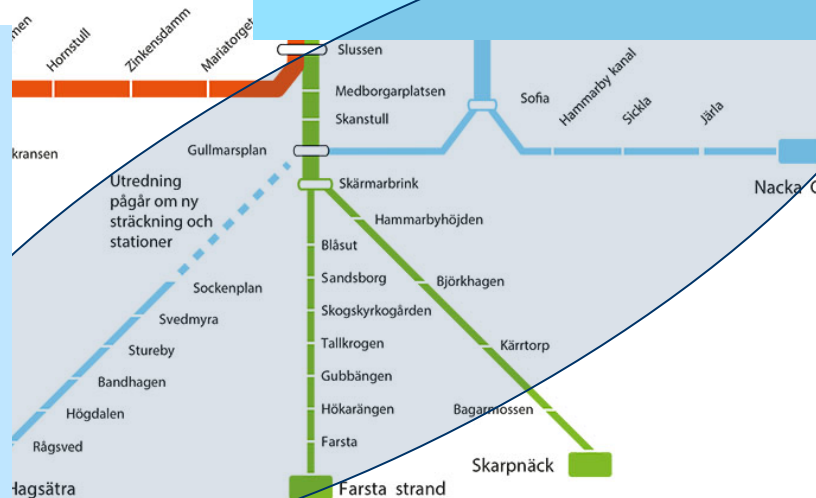 Hornstull
Zinkensdamm
Mariatorget
Slussen
Medborgarplatsen
Skanstull
Gullmarsplan
Skärmarbrink
Sofia
Hammarby kanal
Sickla
Järla
Nacka
kransen
Utredning
pågår om ny
sträckning och
stationer
Hammarbyhöjden
Blåsut
Sandsborg
Björkhagen
Sockenplan
Skogskyrkogården
Svedmyra
Tallkrogen
Kärrtorp
Stureby
Gubbängen
Bandhagen
Hökarängen
Bagarmossen
Högdalen
Farsta
Rågsved
Skarpnäck
Hagsätra
Farsta strand